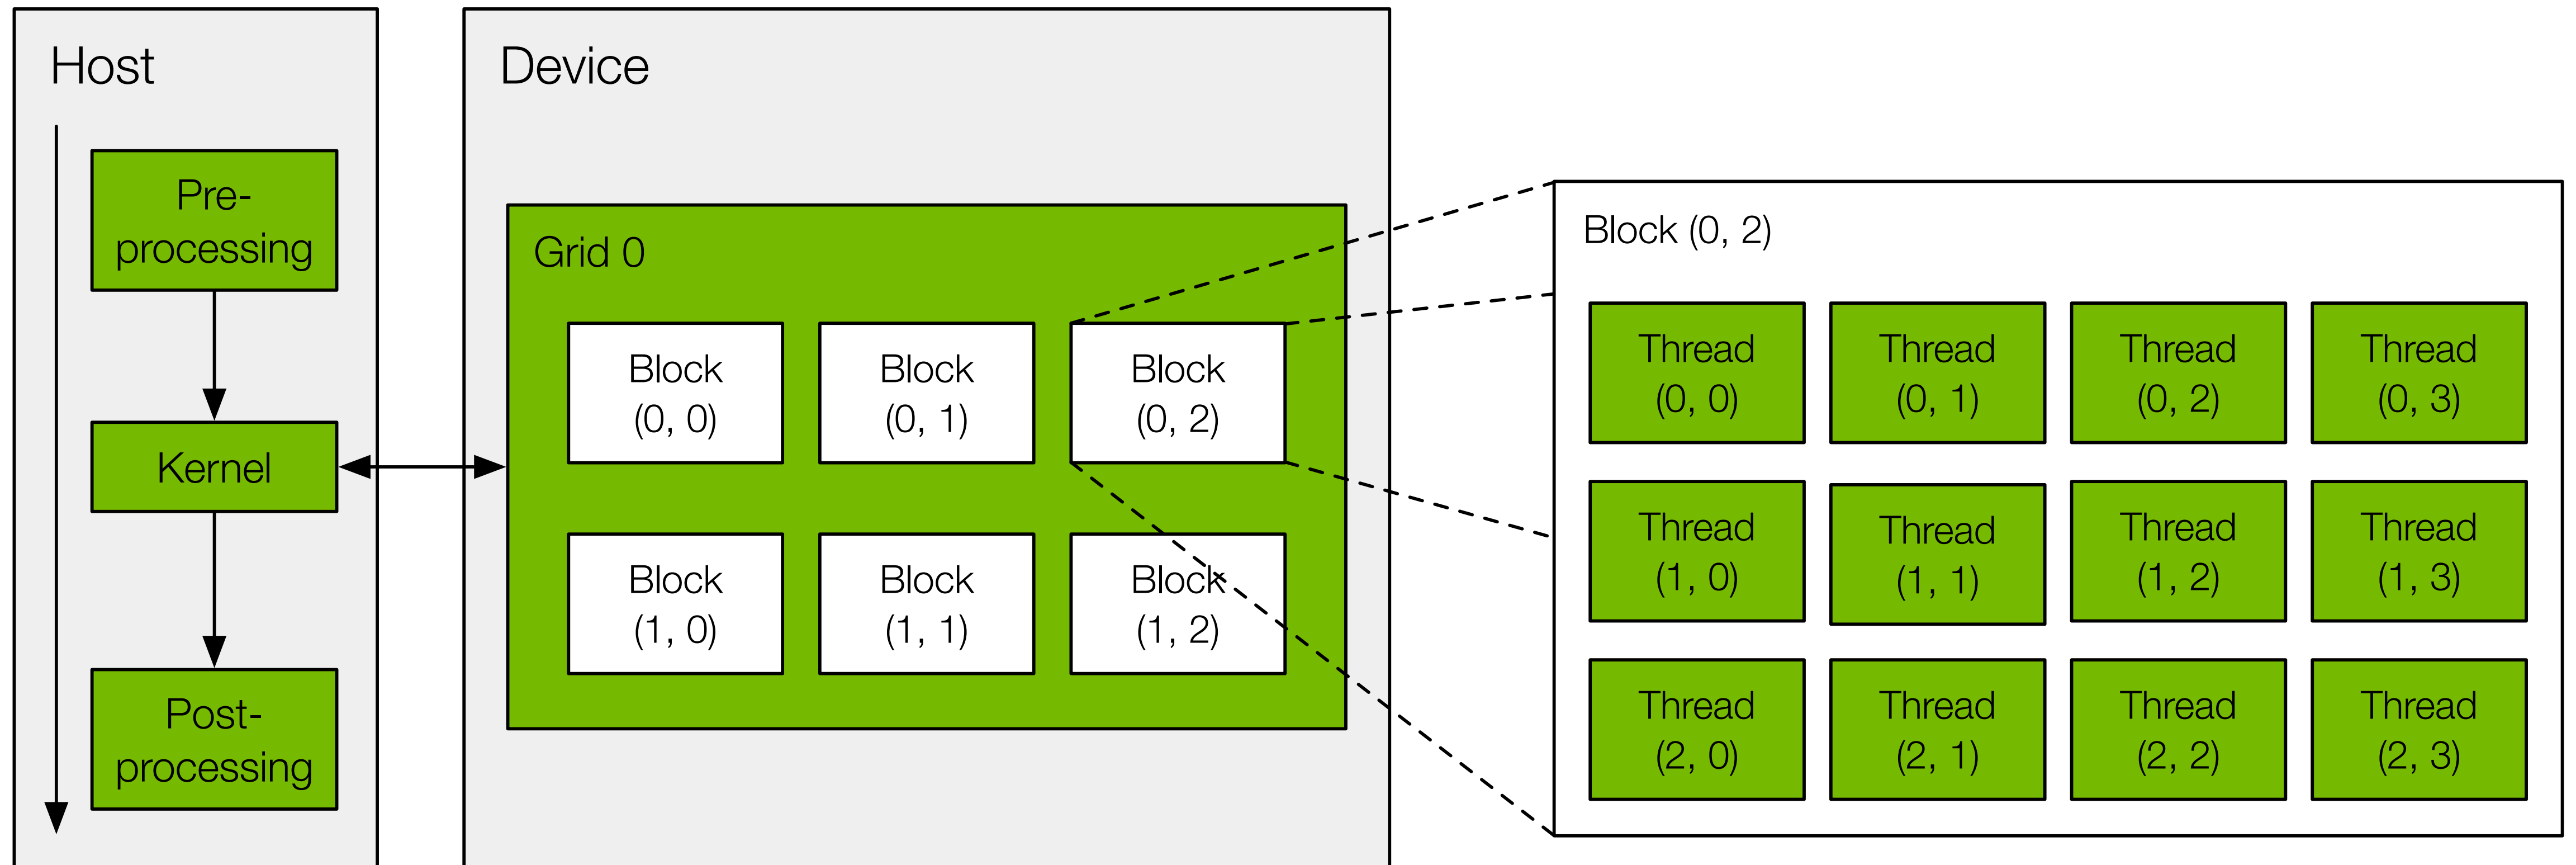 Host
Pre-
processing
Kernel
Post-
processing
Device
Grid 0
Block
(0, 0)
Block
(0, 1)
Block
(0, 2)
Block
(1, 0)
Block
(1, 1)
Block
(1, 2)
Block (0, 2)
Thread
(0, 0)
Thread
(0, 1)
Thread
(0, 2)
Thread
(0, 3)
Thread
(1, 0)
Thread
(1, 1)
Thread
(1, 2)
Thread
(1, 3)
Thread
(2, 0)
Thread
(2, 1)
Thread
(2, 2)
Thread
(2, 3)